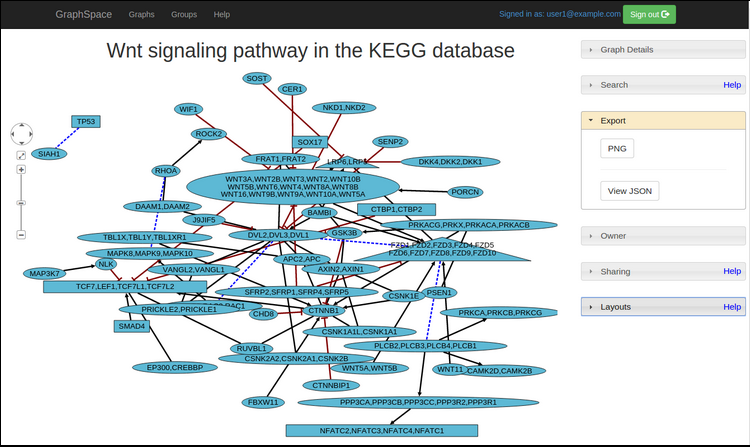 GraphSpace Graphs Groups Help Signed in as: user1@example.com Sign out
Wnt signaling pathway in the KEGG database
Graph Details
Search Help
Export
PNG
View JSON
Owner
Sharing Help
Layouts Help
SOST
CER1
WIF1
NKD1,NKD2
TP53
ROCK2
SOX17
SENP2
SIAH1
FRAT1,FRAT2
LRP6,LRP5
DKK4,DKK2,DKK1
RHOA
WNT3A,WNT2B,WNT3,WNT2,WNT10B
WNT5B,WNT6,WNT4,WNT8A,WNT8B
WNT16,WNT9B,WNT9A,WNT10A,WNT5A
PORCN
DAAM1,DAAM2
BAMBI
CTBP1,CTBP2
J9JIF5
PRKACG,PRKX,PRKACA,PRKACB
TBL1X,TBL1Y,TBL1XR1
DVL2,DVL3,DVL1
GSK3B
FZD1,FZD2,FZD3,FZD4,FZD5
FZD6,FZD7,FZD8,FZD9,FZD10
MAPK8,MAPK9,MAPK10
APC2,APC
NLK
VANGL2,VANGL1
AXIN2,AXIN1
MAP3K7
TCF7,LEF1,TCF7L1,TCF7L2
SFRP2,SFRP1,SFRP4,SFRP5
CSNK1E
PSEN1
PRICKLE2,PRICKLE1
RAC1
CHD8
CTNNB1
PRKCA,PRKCB,PRKCG
SMAD4
CSNK1A1L,CSNK1A1
RUVBL1
PLCB2,PLCB3,PLCB4,PLCB1
CSNK2A2,CSNK2A1,CSNK2B
EP300,CREBBP
WNT5A,WNT5B
WNT11
CAMK2D,CAMK2B
CTNNBIP1
FBXW11
PPP3CA,PPP3CB,PPP3CC,PPP3R2,PPP3R1
NFATC2,NFATC3,NFATC4,NFATC1